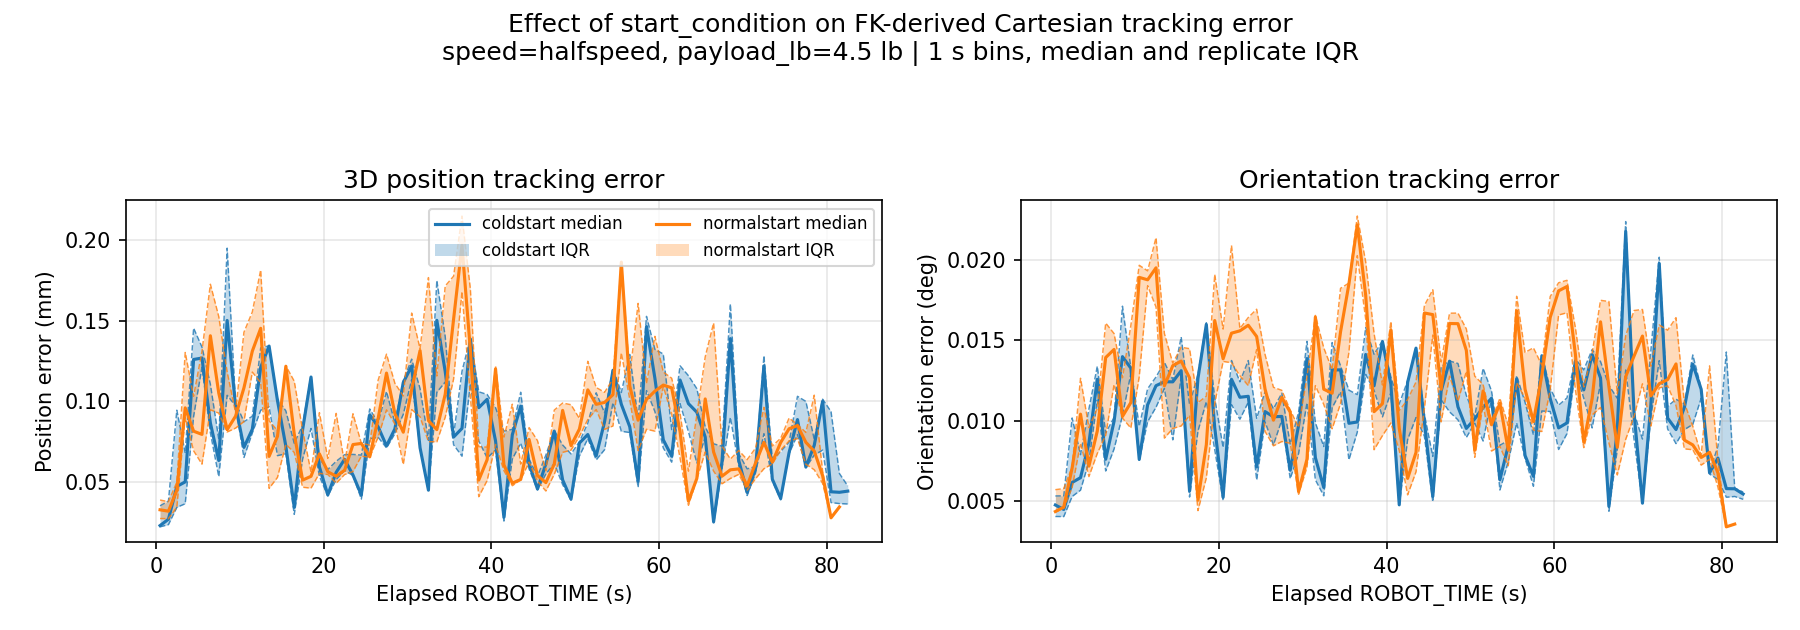 Effect of start_condition on FK-derived Cartesian tracking error
speed=halfspeed, payload_lb=4.5 lb | 1 s bins, median and replicate IQR
3D position tracking error
Position error (mm)
0.20
0.15
0.10
0.05
coldstart median
coldstart IQR
normalstart median
normalstart IQR
0 20 40 60 80
Elapsed ROBOT_TIME (s)
Orientation tracking error
Orientation error (deg)
0.020
0.015
0.010
0.005
0 20 40 60 80
Elapsed ROBOT_TIME (s)